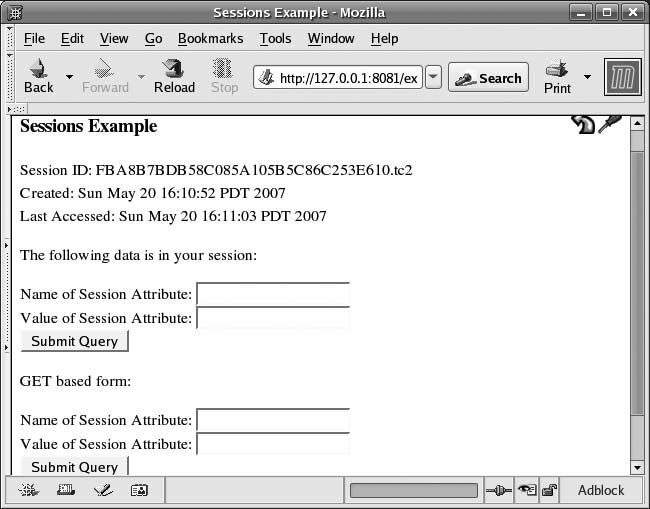 Sessions Example - Mozilla
File Edit View Go Bookmarks Tools Window Help
Back Forward Reload Stop http://127.0.0.1:8081/ex Search Print
Sessions Example
Session ID: FBA8B7BDB58C085A105B5C86C253E610.tc2
Created: Sun May 20 16:10:52 PDT 2007
Last Accessed: Sun May 20 16:11:03 PDT 2007
The following data is in your session:
Name of Session Attribute:
Value of Session Attribute:
Submit Query
GET based form:
Name of Session Attribute:
Value of Session Attribute:
Submit Query
Adblock